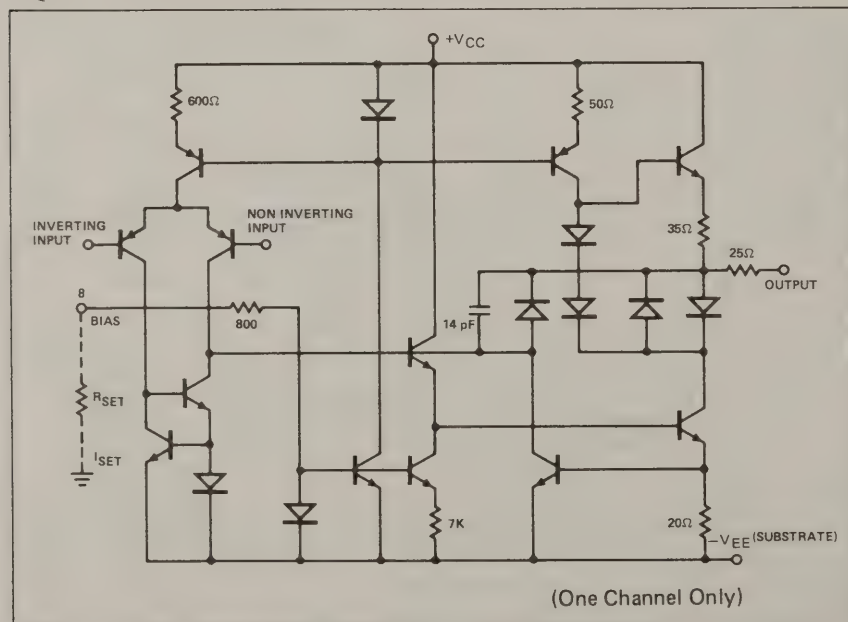 +VCC
600Ω
50Ω
INVERTING
INPUT
NON INVERTING
INPUT
35Ω
25Ω
OUTPUT
8
BIAS
800
14 pF
RSET
ISET
7K
20Ω
−VEE (SUBSTRATE)
(One Channel Only)